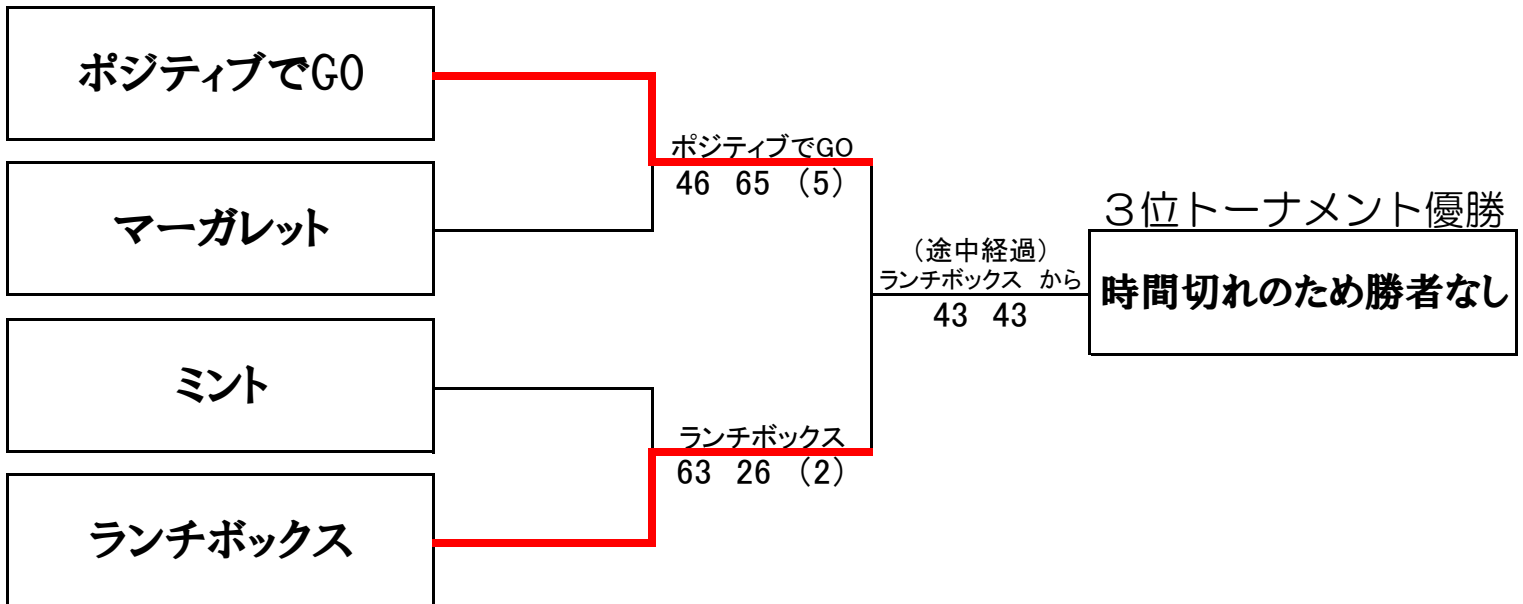 ポジティブでGO
マーガレット
ミント
ランチボックス
ポジティブでGO
46 65 (5)
ランチボックス
63 26 (2)
(途中経過)
ランチボックス から
43 43
3位トーナメント優勝
時間切れのため勝者なし